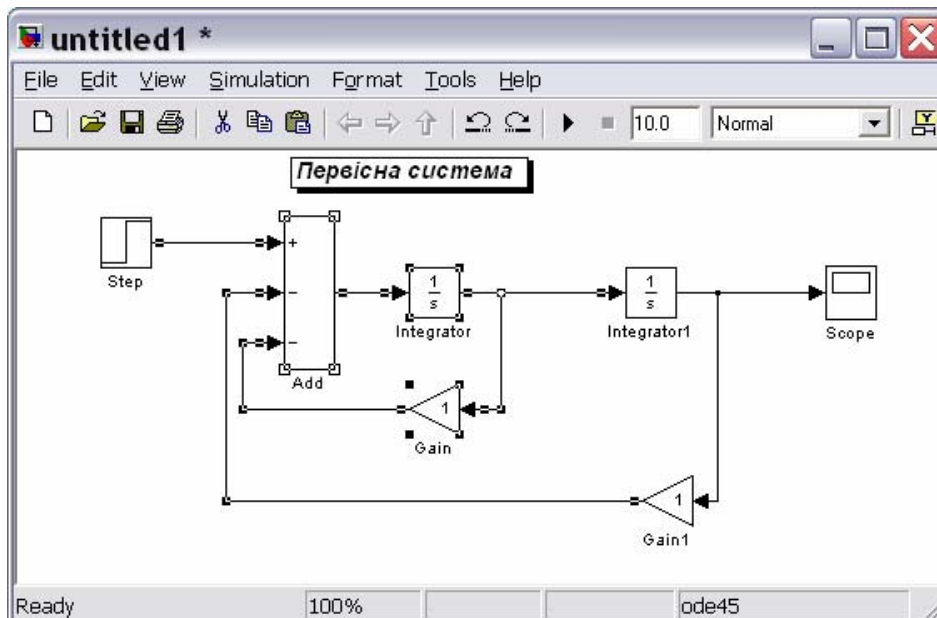 untitled1 *
File Edit View Simulation Format Tools Help
10.0 Normal
Первісна система
Step
+
−
−
Add
1
s
Integrator
1
s
Integrator1
Scope
1
Gain
1
Gain1
Ready 100% ode45